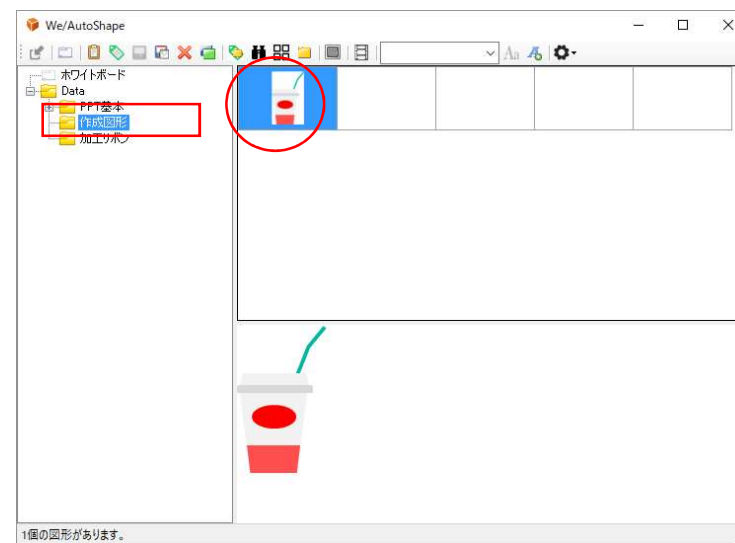 We/AutoShape
ホワイトボード
Data
PPT基本
作成図形
加工リボン
1個の図形があります。